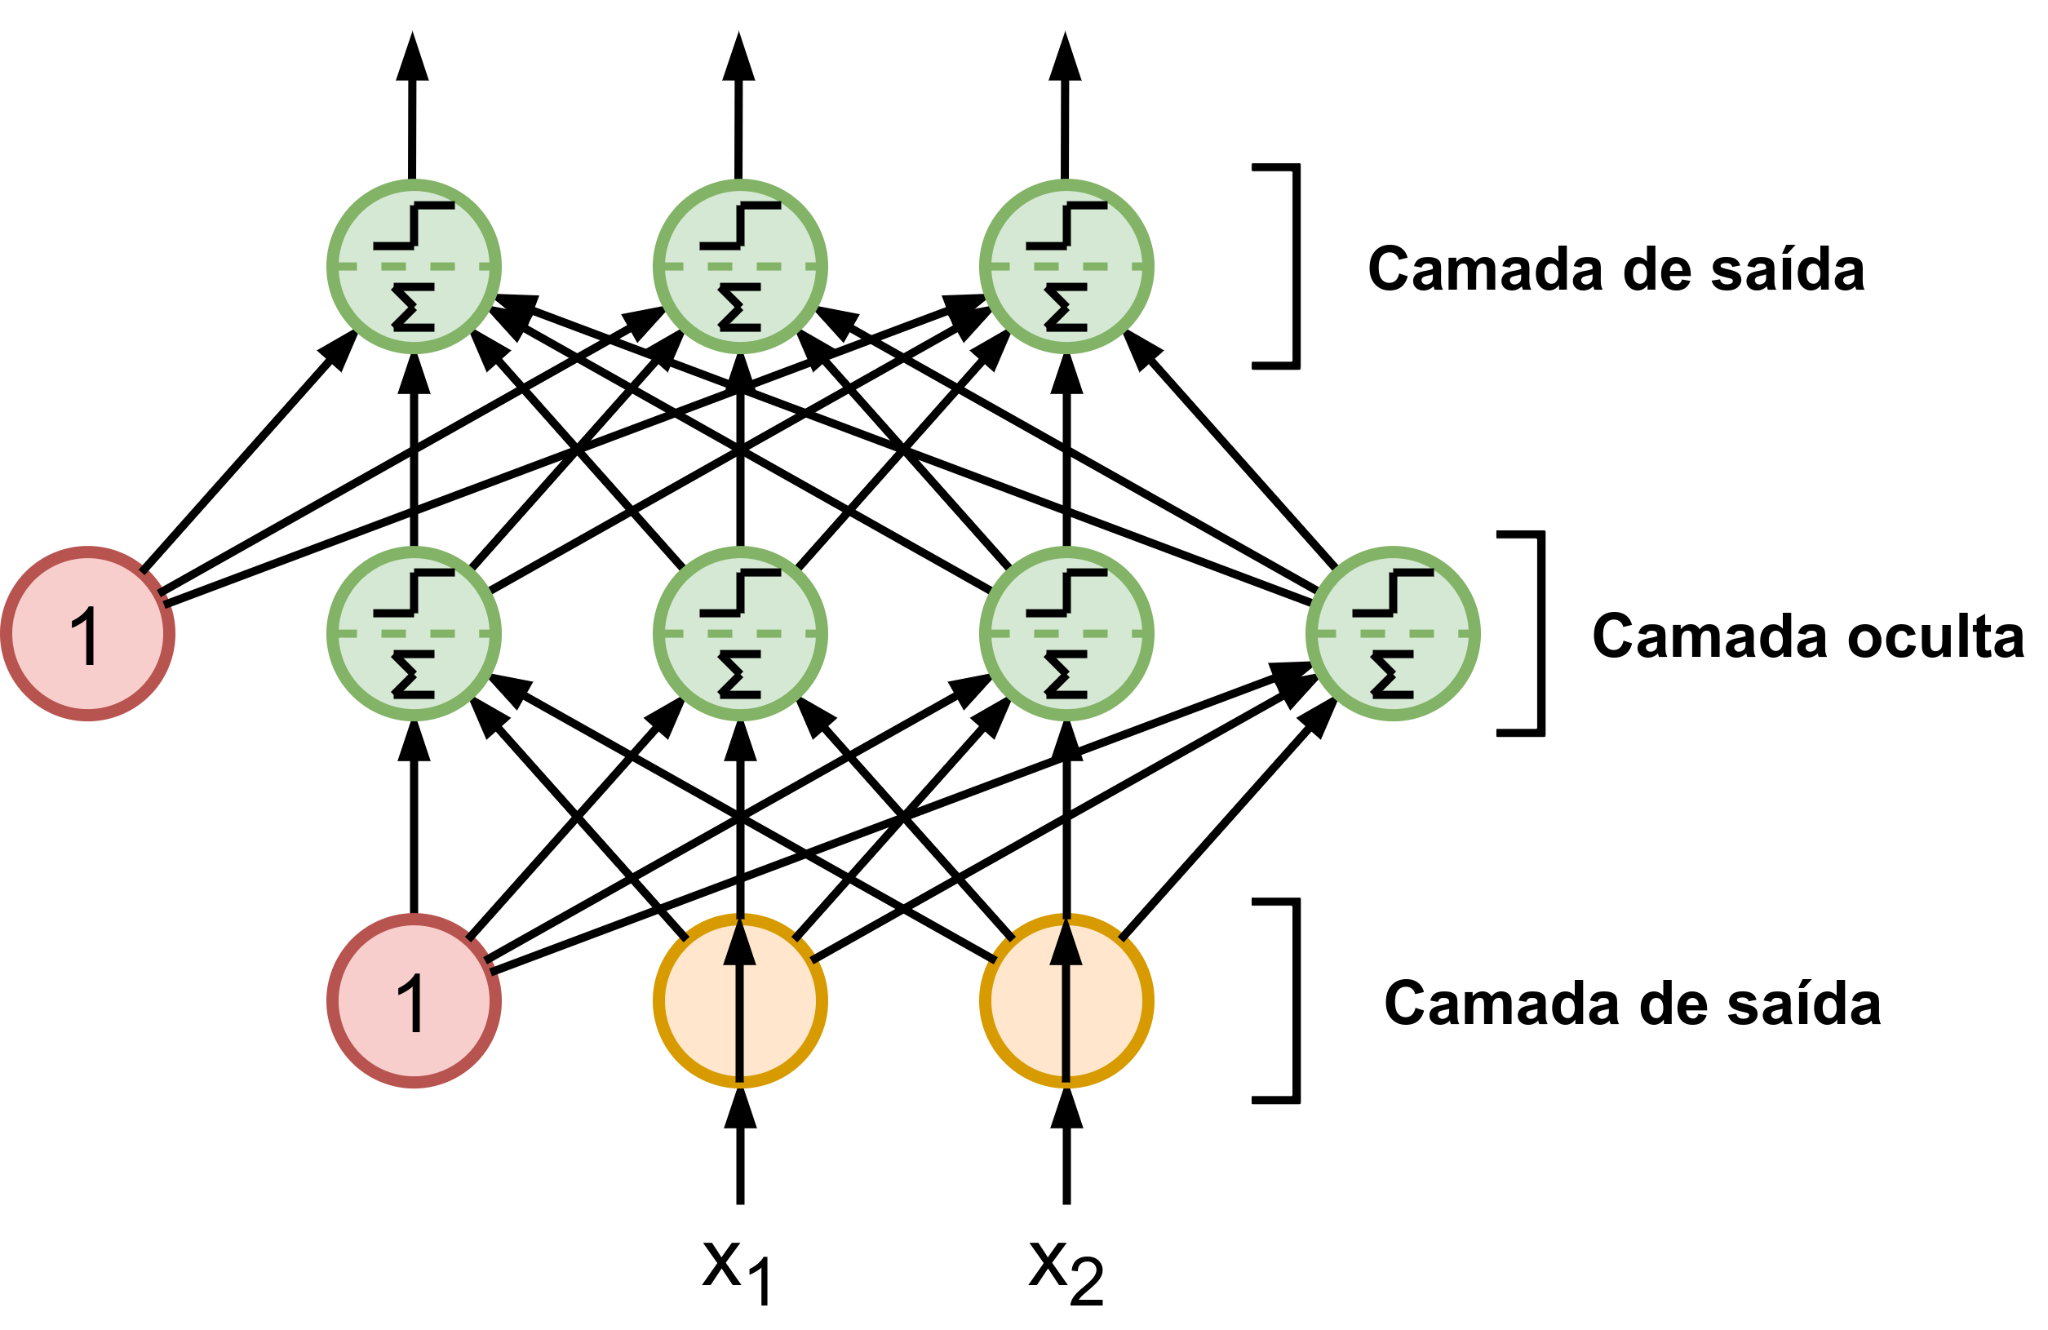 Σ Σ Σ
Camada de saída
1
Σ Σ Σ Σ
Camada oculta
1
Camada de saída
x₁
x₂